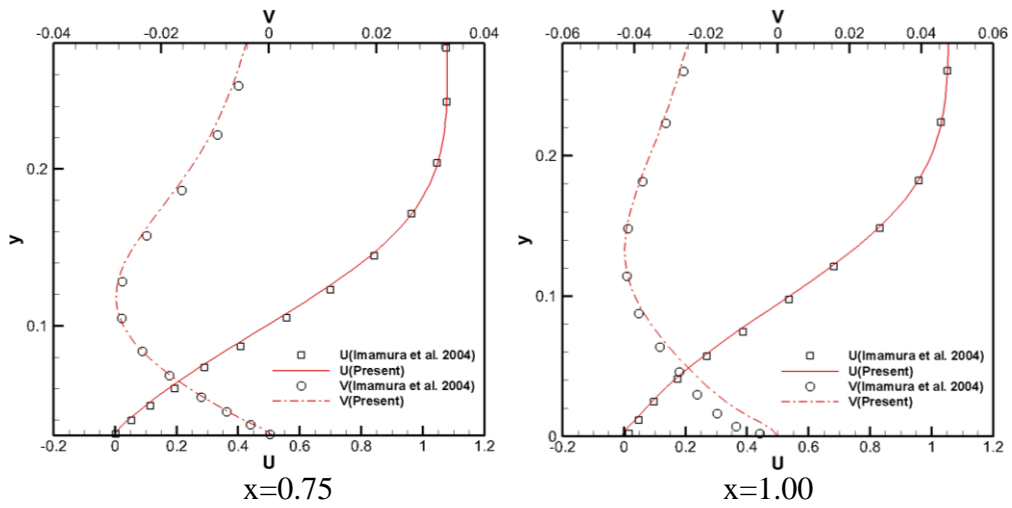 V
-0.04 -0.02 0 0.02 0.04
y
0.2
0.1
U(Imamura et al. 2004)
U(Present)
V(Imamura et al. 2004)
V(Present)
-0.2 0 0.2 0.4 0.6 0.8 1 1.2
U
x=0.75
V
-0.06 -0.04 -0.02 0 0.02 0.04 0.06
y
0.2
0.1
0
U(Imamura et al. 2004)
U(Present)
V(Imamura et al. 2004)
V(Present)
-0.2 0 0.2 0.4 0.6 0.8 1 1.2
U
x=1.00